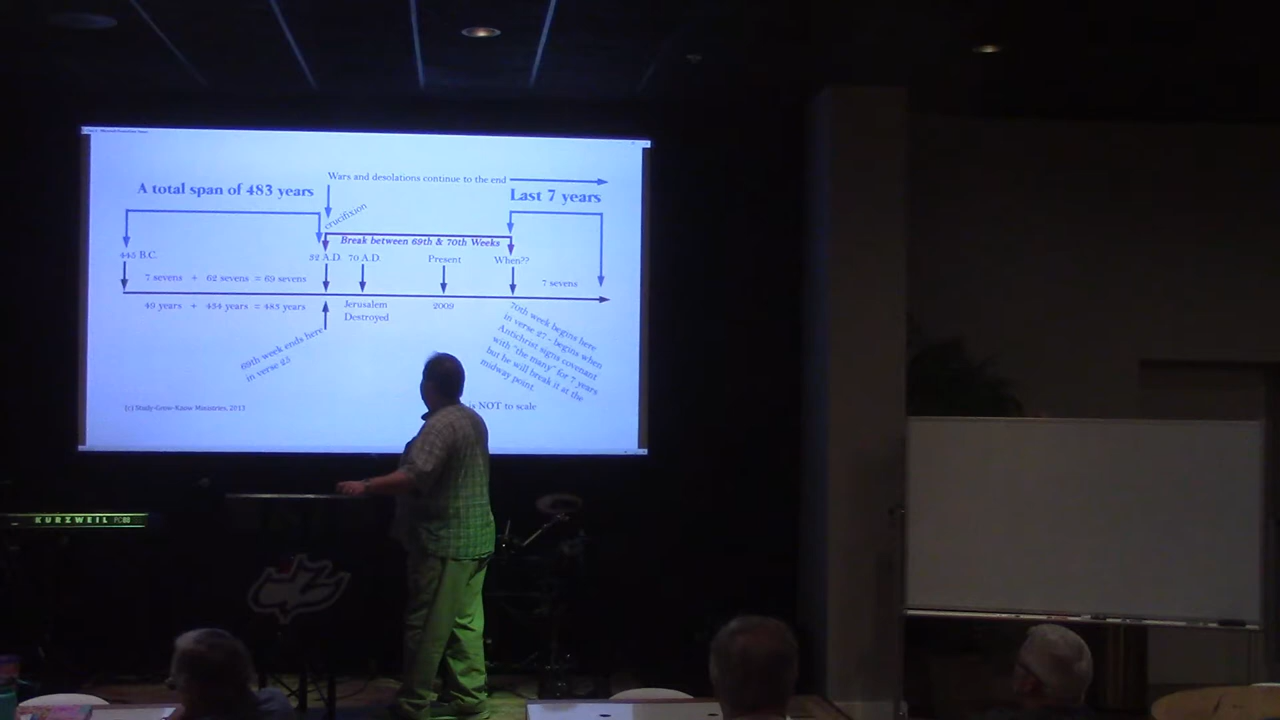 Wars and desolations continue to the end
A total span of 483 years
Last 7 years
crucifixion
Break between 69th & 70th Weeks
445 B.C.
32 A.D.
70 A.D.
Present
When??
7 sevens + 62 sevens = 69 sevens
7 sevens
49 years + 434 years = 483 years
Jerusalem
Destroyed
2009
69th week ends here
in verse 25
70th week begins here
in verse 27 - begins when
Antichrist signs covenant
with "the many" for 7 years
but he will break it at the
midway point.
(c) Study-Grow-Know Ministries, 2013
is NOT to scale
KURZWEIL PC88